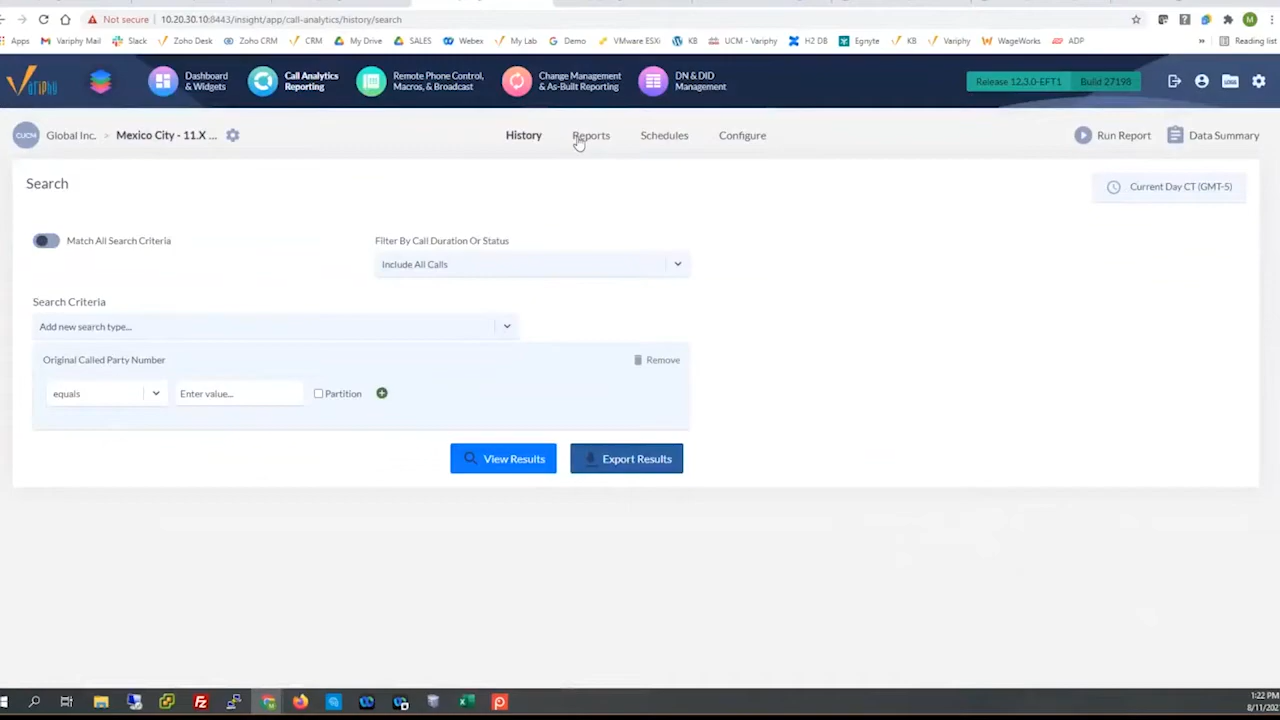 Not secure | 10.20.30.10:8443/insight/app/call-analytics/history/search
Apps Variphy Mail Slack Zoho Desk Zoho CRM CRM My Drive SALES Webex My Lab Demo VMware ESXi KB UCM - Variphy H2 DB Egnyte KB Variphy WageWorks ADP » Reading list
Variphy
Dashboard & Widgets
Call Analytics Reporting
Remote Phone Control, Macros, & Broadcast
Change Management & As-Built Reporting
DN & DID Management
Release 12.3.0-EFT1 Build 27198
CUCM Global Inc. > Mexico City - 11.X ... History Reports Schedules Configure Run Report Data Summary
Search
Current Day CT (GMT-5)
Match All Search Criteria
Filter By Call Duration Or Status
Include All Calls
Search Criteria
Add new search type...
Original Called Party Number Remove
equals Enter value... Partition
View Results Export Results
1:22 PM
8/11/202